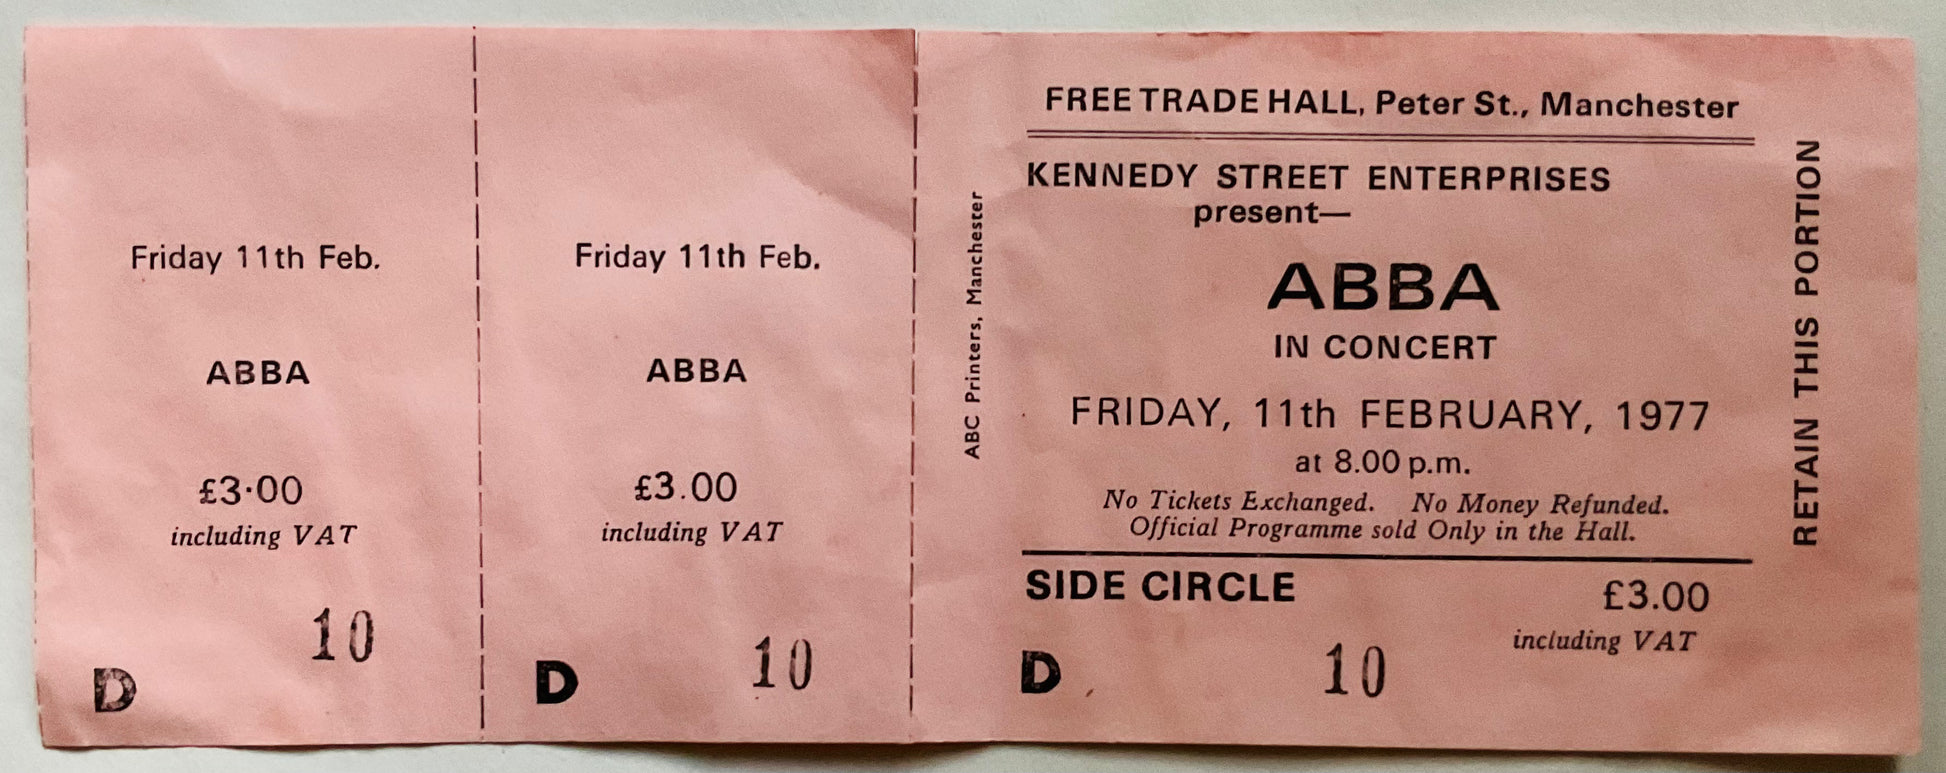 Friday 11th Feb.
ABBA
£3·00
including VAT
10
D
Friday 11th Feb.
ABBA
£3.00
including VAT
10
D
ABC Printers, Manchester
FREE TRADE HALL, Peter St., Manchester
KENNEDY STREET ENTERPRISES
present—
ABBA
IN CONCERT
FRIDAY, 11th FEBRUARY, 1977
at 8.00 p.m.
No Tickets Exchanged. No Money Refunded.
Official Programme sold Only in the Hall.
SIDE CIRCLE £3.00
including VAT
D 10
RETAIN THIS PORTION